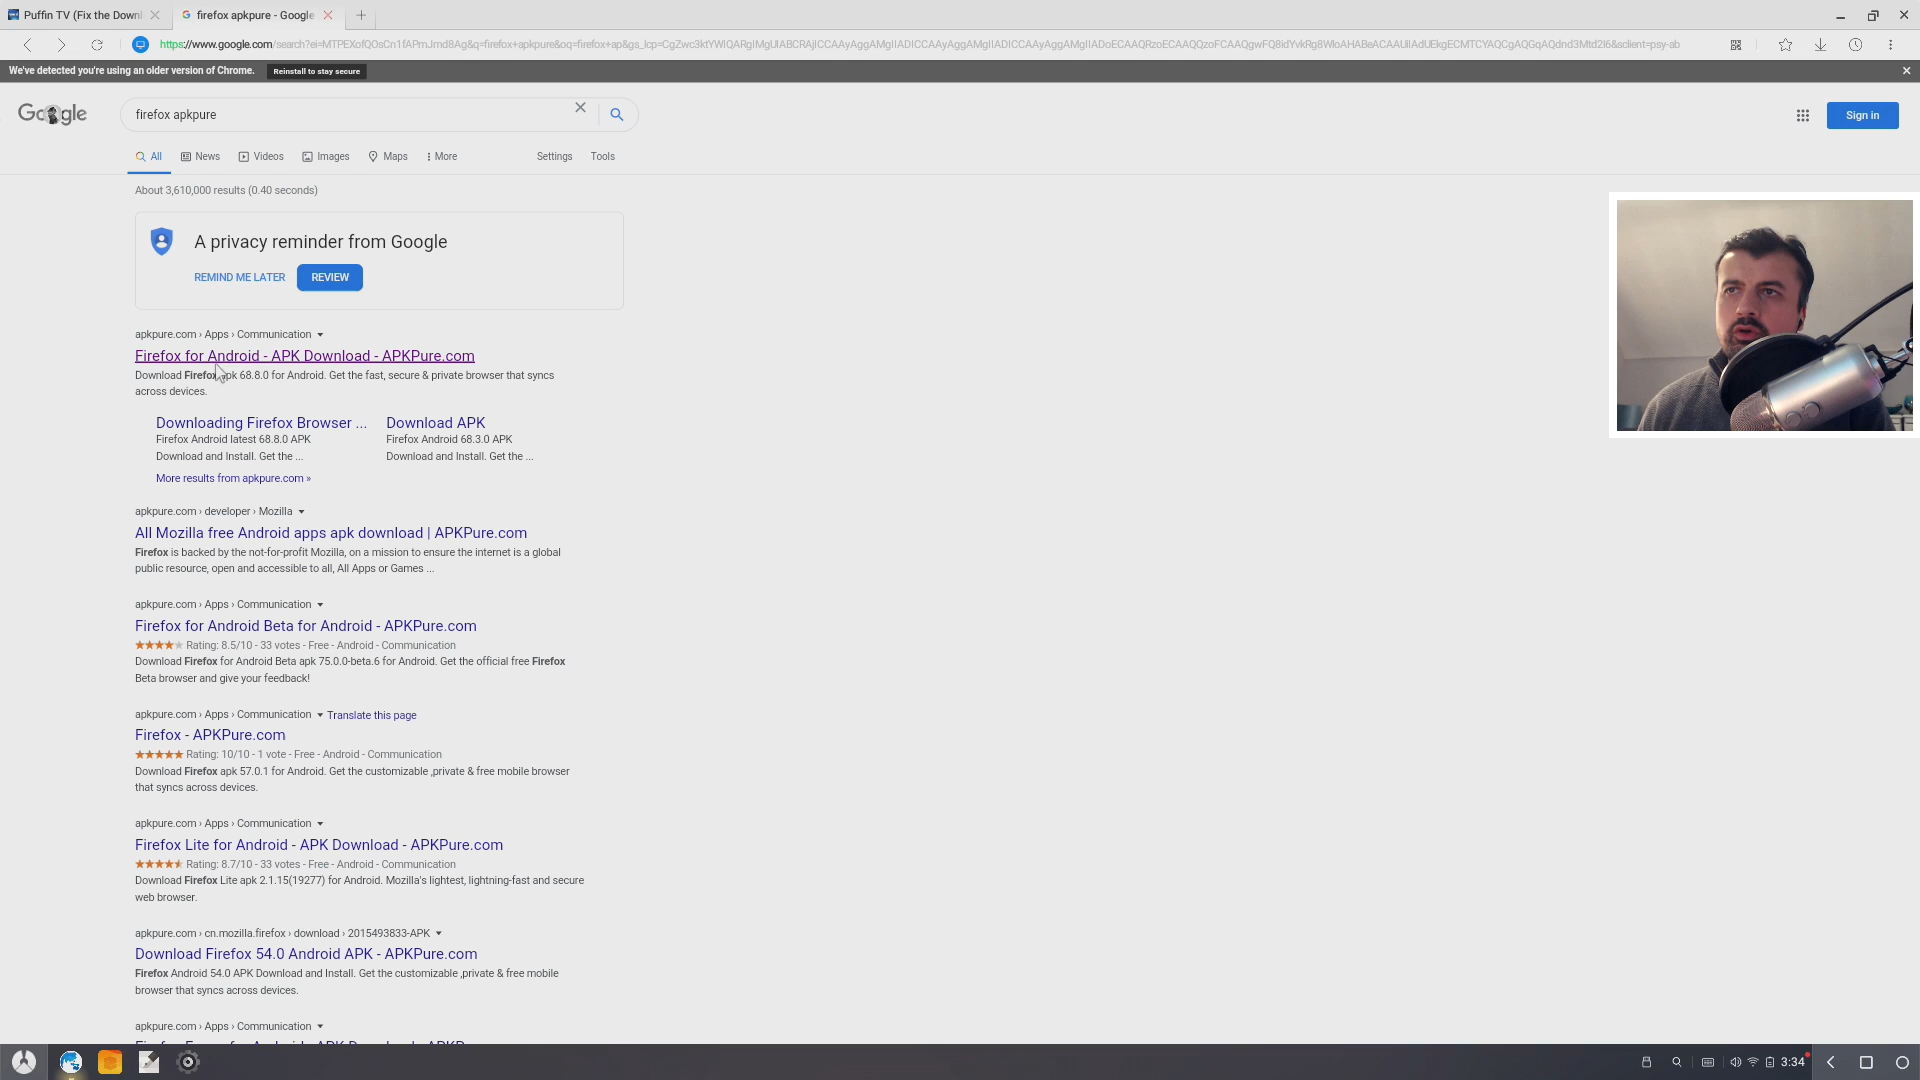 Puffin TV (Fix the Downl
firefox apkpure - Google
https://www.google.com/search?ei=MTPEXofQOsCn1fAPmJrnd8Ag&q=firefox+apkpure&oq=firefox+ap
We've detected you're using an older version of Chrome. Reinstall to stay secure
Google
firefox apkpure
Sign in
All News Videos Images Maps More Settings Tools
About 3,610,000 results (0.40 seconds)
A privacy reminder from Google
REMIND ME LATER REVIEW
apkpure.com › Apps › Communication
Firefox for Android - APK Download - APKPure.com
Download Firefox apk 68.8.0 for Android. Get the fast, secure & private browser that syncs
across devices.
Downloading Firefox Browser ... Download APK
Firefox Android latest 68.8.0 APK Firefox Android 68.3.0 APK
Download and Install. Get the ... Download and Install. Get the ...
More results from apkpure.com »
apkpure.com › developer › Mozilla
All Mozilla free Android apps apk download | APKPure.com
Firefox is backed by the not-for-profit Mozilla, on a mission to ensure the internet is a global
public resource, open and accessible to all, All Apps or Games ...
apkpure.com › Apps › Communication
Firefox for Android Beta for Android - APKPure.com
Rating: 8.5/10 - 33 votes - Free - Android - Communication
Download Firefox for Android Beta apk 75.0.0-beta.6 for Android. Get the official free Firefox
Beta browser and give your feedback!
apkpure.com › Apps › Communication Translate this page
Firefox - APKPure.com
Rating: 10/10 - 1 vote - Free - Android - Communication
Download Firefox apk 57.0.1 for Android. Get the customizable ,private & free mobile browser
that syncs across devices.
apkpure.com › Apps › Communication
Firefox Lite for Android - APK Download - APKPure.com
Rating: 8.7/10 - 33 votes - Free - Android - Communication
Download Firefox Lite apk 2.1.15(19277) for Android. Mozilla's lightest, lightning-fast and secure
web browser.
apkpure.com › cn.mozilla.firefox › download › 2015493833-APK
Download Firefox 54.0 Android APK - APKPure.com
Firefox Android 54.0 APK Download and Install. Get the customizable ,private & free mobile
browser that syncs across devices.
apkpure.com › Apps › Communication
3:34